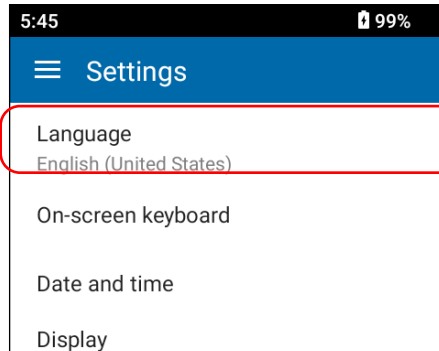 5:45 99%
Settings
Language
English (United States)
On-screen keyboard
Date and time
Display